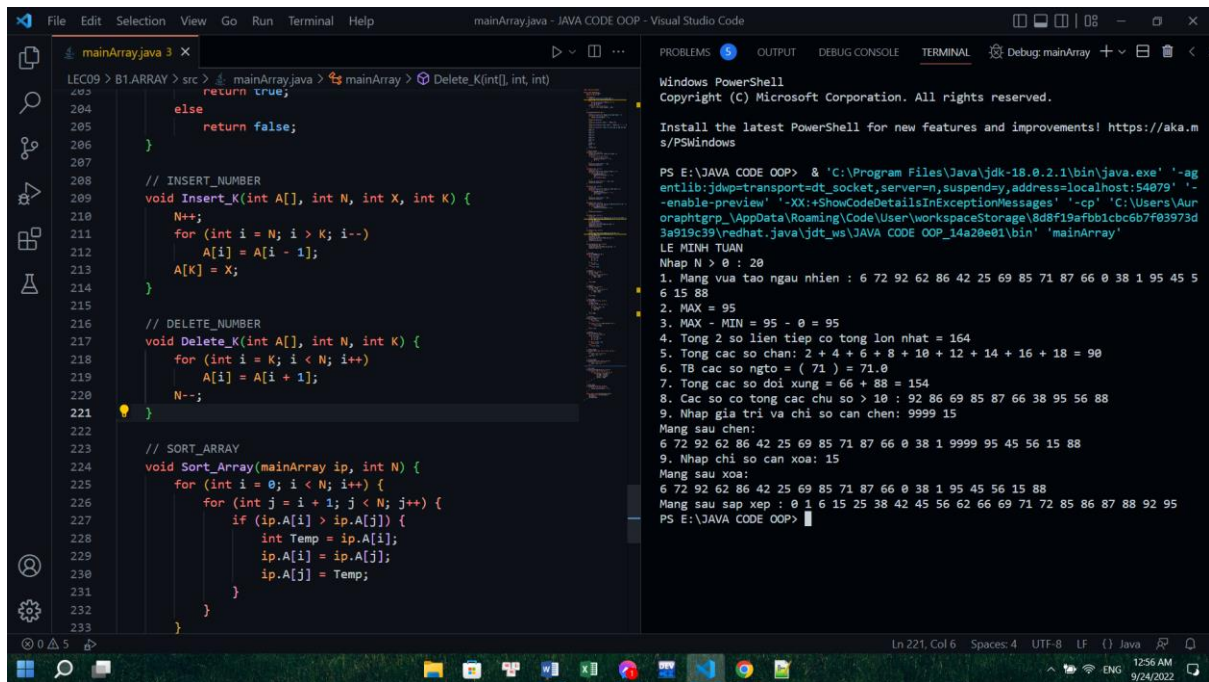 File Edit Selection View Go Run Terminal Help
mainArray.java - JAVA CODE OOP - Visual Studio Code
mainArray.java 3
LEC09 > B1.ARRAY > src > mainArray.java > mainArray > Delete_K(int[], int, int)
203 return true;
204 else
205 return false;
206 }
207
208 // INSERT_NUMBER
209 void Insert_K(int A[], int N, int X, int K) {
210 N++;
211 for (int i = N; i > K; i--)
212 A[i] = A[i - 1];
213 A[K] = X;
214 }
215
216 // DELETE_NUMBER
217 void Delete_K(int A[], int N, int K) {
218 for (int i = K; i < N; i++)
219 A[i] = A[i + 1];
220 N--;
221 }
222
223 // SORT_ARRAY
224 void Sort_Array(mainArray ip, int N) {
225 for (int i = 0; i < N; i++) {
226 for (int j = i + 1; j < N; j++) {
227 if (ip.A[i] > ip.A[j]) {
228 int Temp = ip.A[i];
229 ip.A[i] = ip.A[j];
230 ip.A[j] = Temp;
231 }
232 }
233 }
PROBLEMS 5 OUTPUT DEBUG CONSOLE TERMINAL Debug: mainArray
Windows PowerShell
Copyright (C) Microsoft Corporation. All rights reserved.
Install the latest PowerShell for new features and improvements! https://aka.m
s/PSWindows
PS E:\JAVA CODE OOP> & 'C:\Program Files\Java\jdk-18.0.2.1\bin\java.exe' '-ag
entlib:jdwp=transport=dt_socket,server=n,suspend=y,address=localhost:54079' '-
-enable-preview' '-XX:+ShowCodeDetailsInExceptionMessages' '-cp' 'C:\Users\Aur
oraphtgrp_\AppData\Roaming\Code\User\workspaceStorage\8d8f19afbb1cbc6b7f03973d
3a919c39\redhat.java\jdt_ws\JAVA CODE OOP_14a20e01\bin' 'mainArray'
LE MINH TUAN
Nhap N > 0 : 20
1. Mang vua tao ngau nhien : 6 72 92 62 86 42 25 69 85 71 87 66 0 38 1 95 45 5
6 15 88
2. MAX = 95
3. MAX - MIN = 95 - 0 = 95
4. Tong 2 so lien tiep co tong lon nhat = 164
5. Tong cac so chan: 2 + 4 + 6 + 8 + 10 + 12 + 14 + 16 + 18 = 90
6. TB cac so ngto = ( 71 ) = 71.0
7. Tong cac so doi xung = 66 + 88 = 154
8. Cac so co tong cac chu so > 10 : 92 86 69 85 87 66 38 95 56 88
9. Nhap gia tri va chi so can chen: 9999 15
Mang sau chen:
6 72 92 62 86 42 25 69 85 71 87 66 0 38 1 9999 95 45 56 15 88
9. Nhap chi so can xoa: 15
Mang sau xoa:
6 72 92 62 86 42 25 69 85 71 87 66 0 38 1 95 45 56 15 88
Mang sau sap xep : 0 1 6 15 25 38 42 45 56 62 66 69 71 72 85 86 87 88 92 95
PS E:\JAVA CODE OOP>
0 5
Ln 221, Col 6 Spaces: 4 UTF-8 LF {} Java
DEV
ENG
12:56 AM
9/24/2022